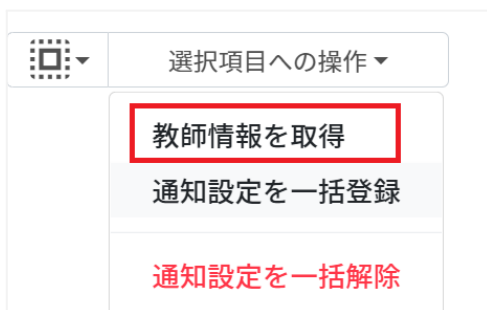 選択項目への操作
教師情報を取得
通知設定を一括登録
通知設定を一括解除